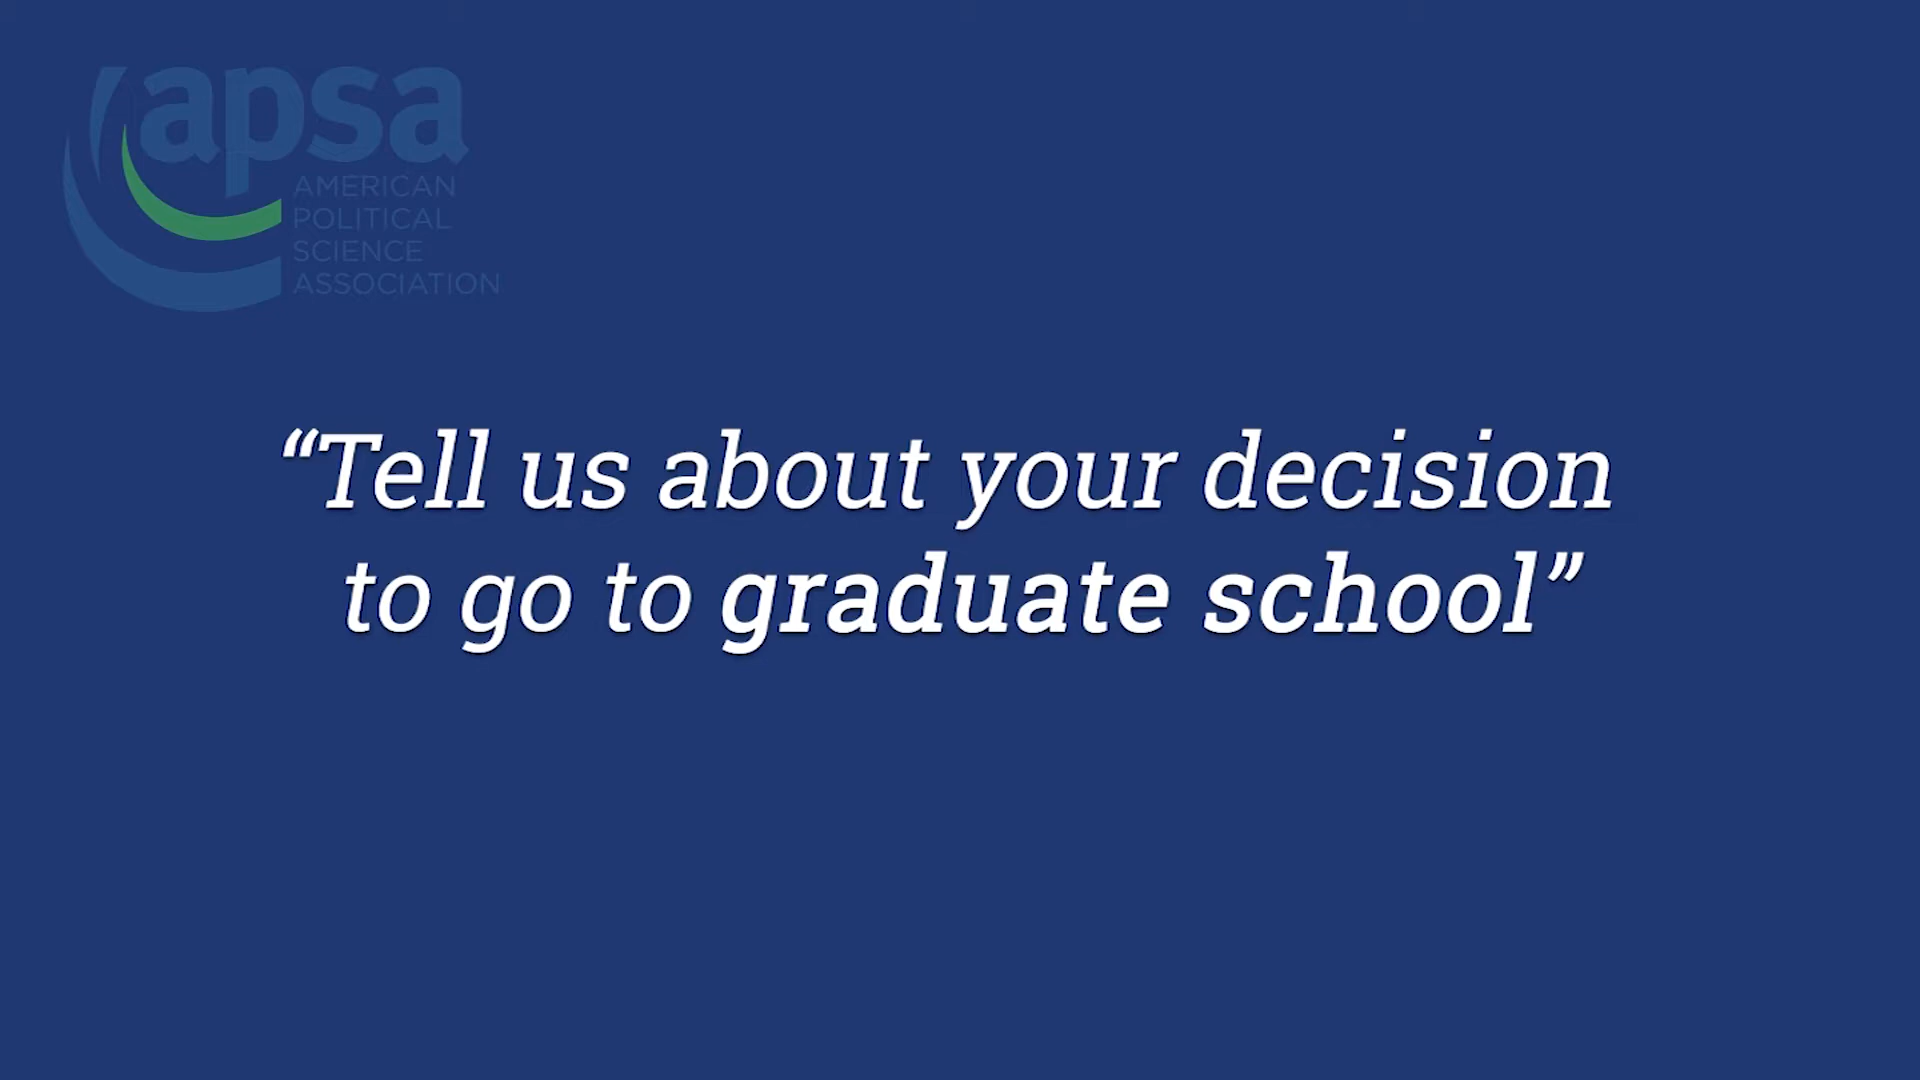 apsa
AMERICAN
POLITICAL
SCIENCE
ASSOCIATION
“Tell us about your decision
to go to graduate school”